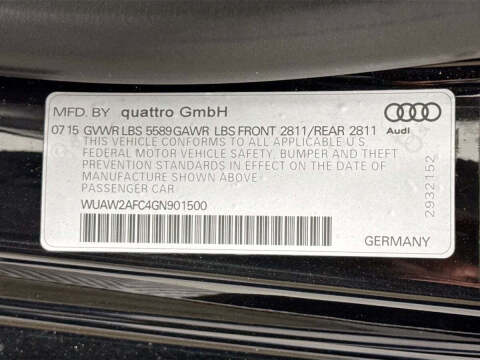 MFD. BY quattro GmbH
07 15 GVWR LBS 5589 GAWR LBS FRONT 2811/REAR 2811
THIS VEHICLE CONFORMS TO ALL APPLICABLE U.S.
FEDERAL MOTOR VEHICLE SAFETY, BUMPER AND THEFT
PREVENTION STANDARDS IN EFFECT ON THE DATE OF
MANUFACTURE SHOWN ABOVE.
PASSENGER CAR
WUAW2AFC4GN901500
GERMANY
Audi
2932152